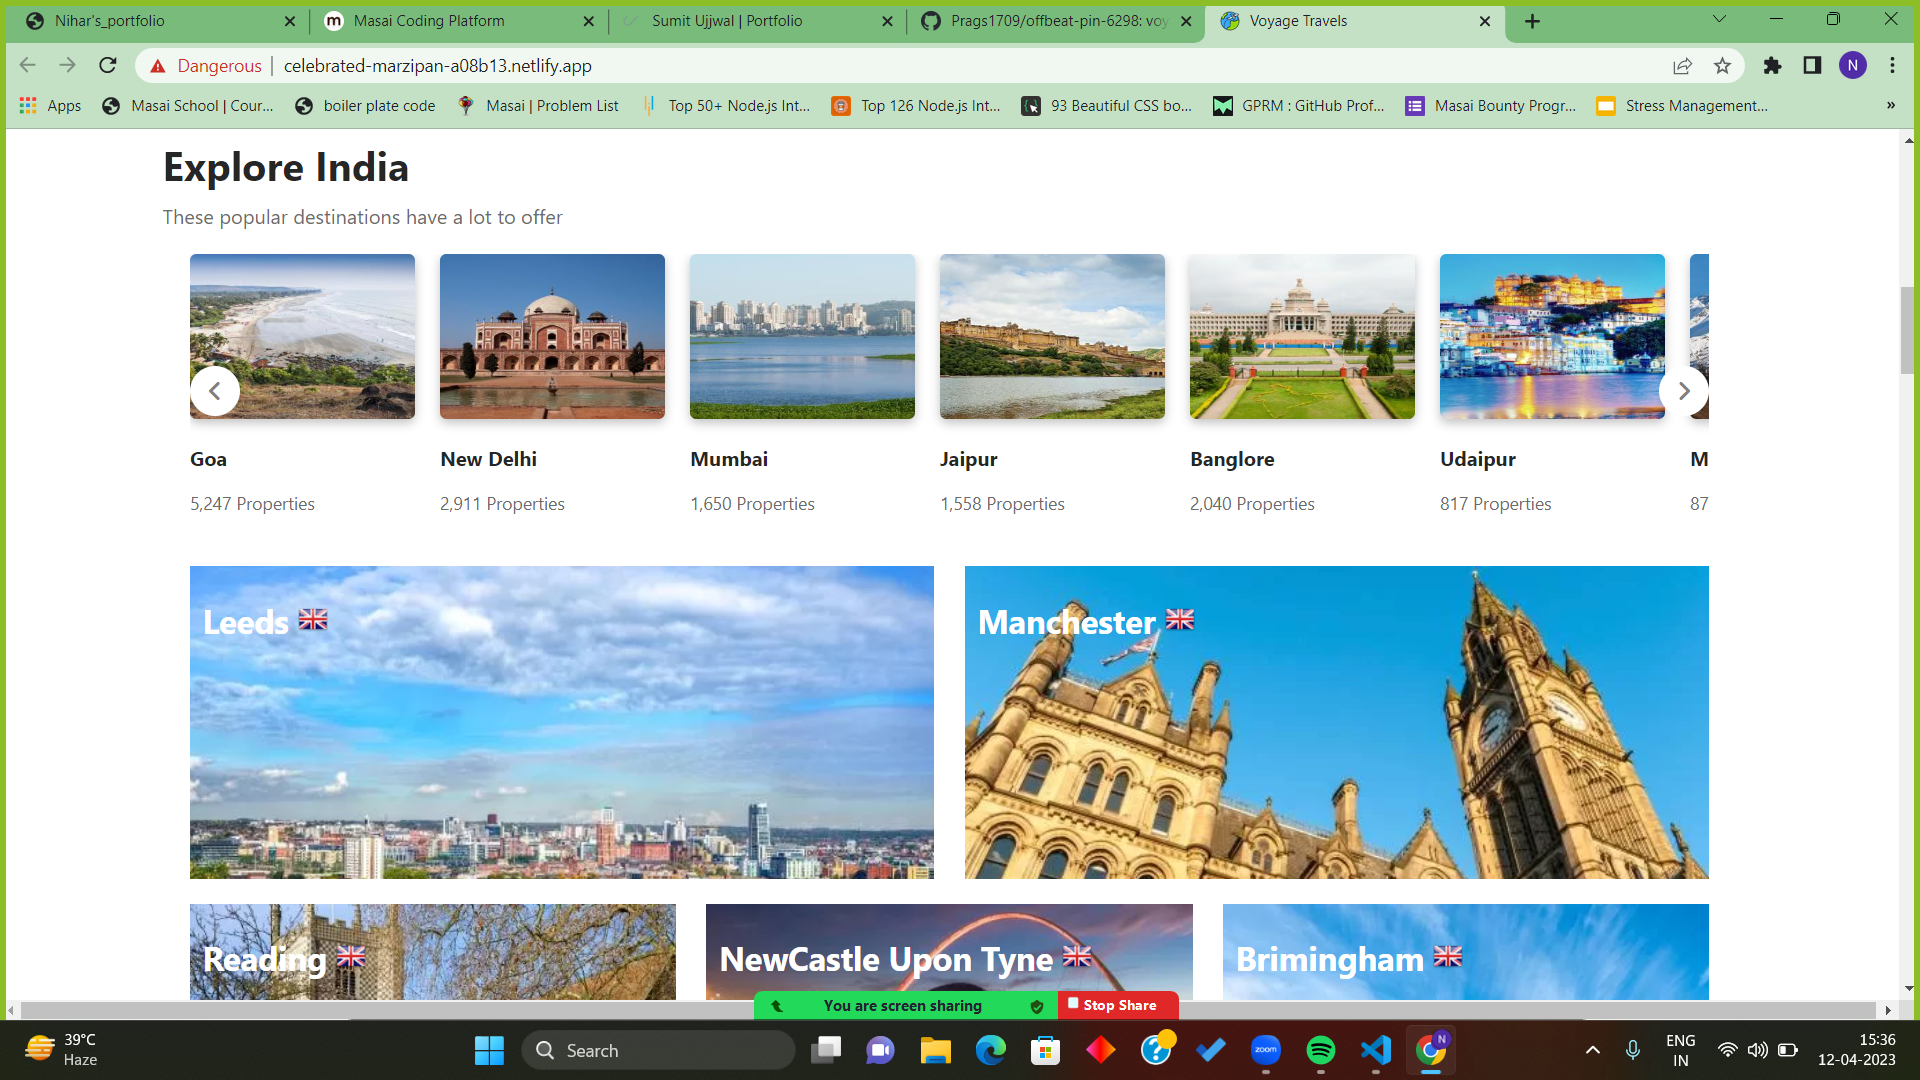 Nihar's_portfolio
Masai Coding Platform
Sumit Ujjwal | Portfolio
Prags1709/offbeat-pin-6298: voy
Voyage Travels
Dangerous
celebrated-marzipan-a08b13.netlify.app
N
Apps
Masai School | Cour...
boiler plate code
Masai | Problem List
Top 50+ Node.js Int...
Top 126 Node.js Int...
93 Beautiful CSS bo...
GPRM : GitHub Prof...
Masai Bounty Progr...
Stress Management...
»
Explore India
These popular destinations have a lot to offer
Goa
New Delhi
Mumbai
Jaipur
Banglore
Udaipur
M
5,247 Properties
2,911 Properties
1,650 Properties
1,558 Properties
2,040 Properties
817 Properties
87
Leeds
Manchester
Reading
NewCastle Upon Tyne
Brimingham
You are screen sharing
Stop Share
39°C
Haze
Search
zoom
N
ENG
IN
15:36
12-04-2023